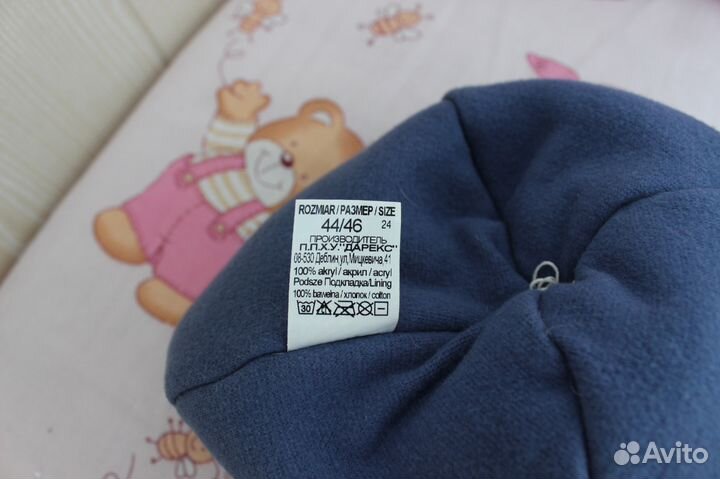 ROZMIAR / РАЗМЕР / SIZE
44/46 24
ПРОИЗВОДИТЕЛЬ
П.П.Х.У."ДАРЕКС"
08-530 Деблин,ул,Мицкевича,41
100% akryl / акрил / acryl
Podsze Подкладка/Lining
100% bawełna / хлопок / cotton
30
Avito